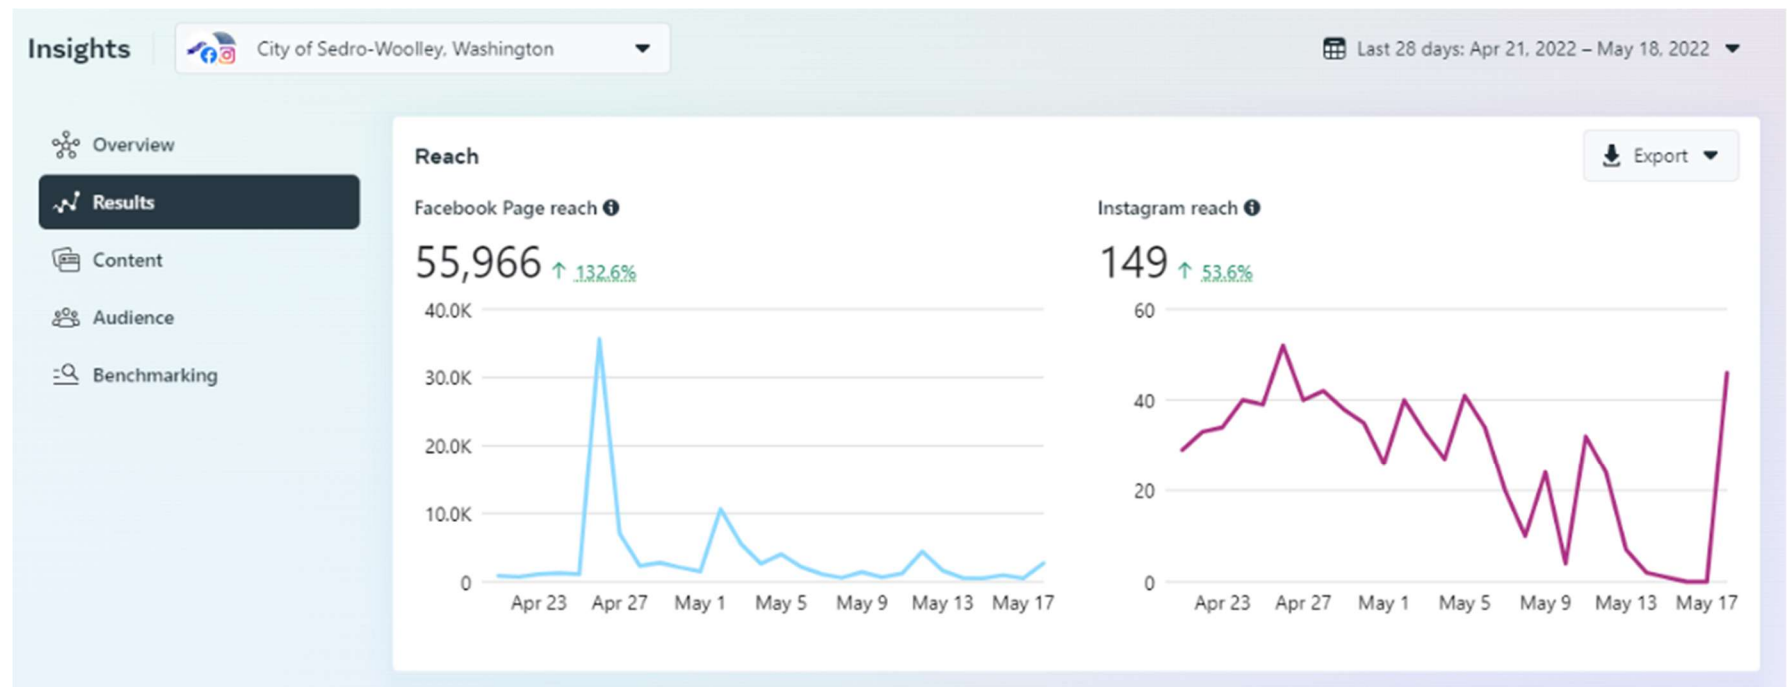 Insights
City of Sedro-Woolley, Washington
Last 28 days: Apr 21, 2022 – May 18, 2022
Overview
Results
Content
Audience
Benchmarking
Reach
Export
Facebook Page reach
55,966 ↑ 132.6%
40.0K
30.0K
20.0K
10.0K
0
Apr 23 Apr 27 May 1 May 5 May 9 May 13 May 17
Instagram reach
149 ↑ 53.6%
60
40
20
0
Apr 23 Apr 27 May 1 May 5 May 9 May 13 May 17